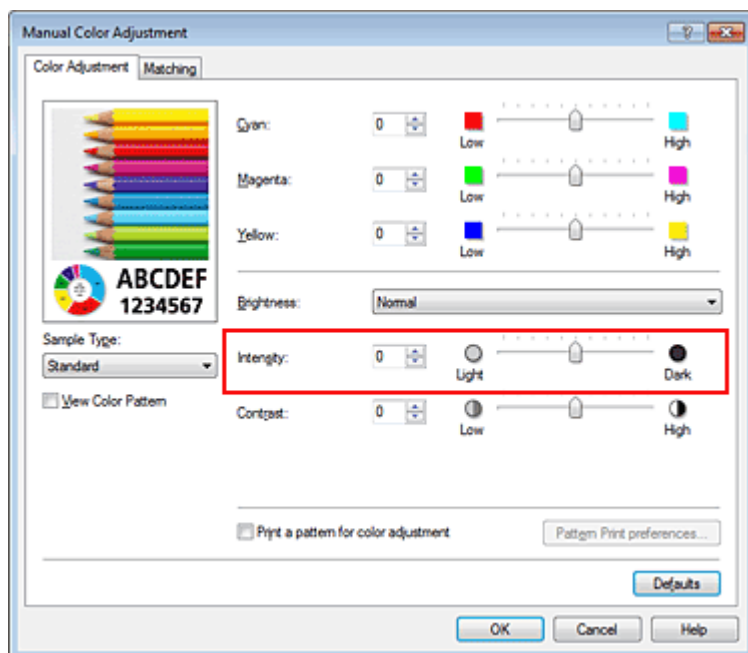 Manual Color Adjustment
Color Adjustment Matching
Cyan: 0 Low High
Magenta: 0 Low High
Yellow: 0 Low High
ABCDEF
1234567
Brightness: Normal
Sample Type:
Standard
Intensity: 0 Light Dark
View Color Pattern
Contrast: 0 Low High
Print a pattern for color adjustment Pattern Print preferences...
Defaults
OK Cancel Help